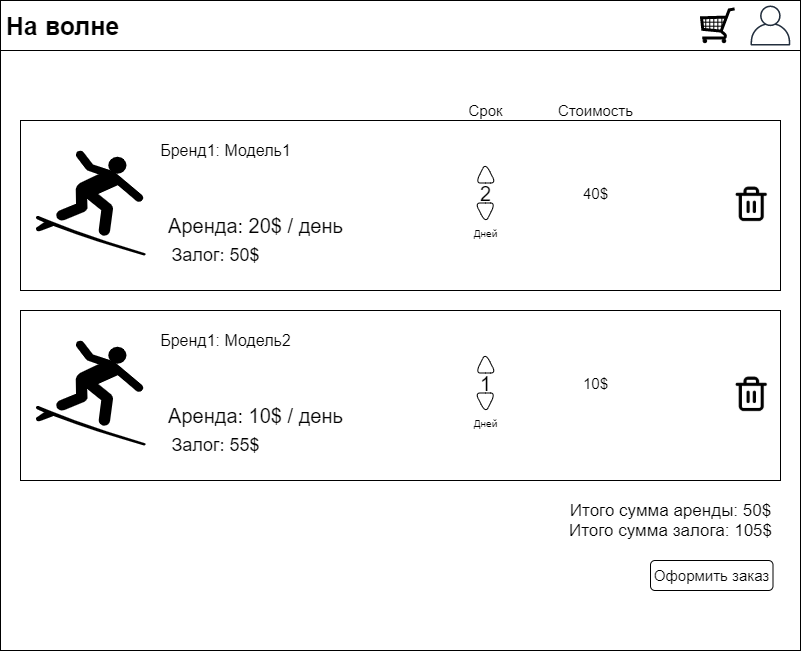 На волне
Срок Стоимость
Бренд1: Модель1
2
40$
Аренда: 20$ / день
Дней
Залог: 50$
Бренд1: Модель2
1
10$
Аренда: 10$ / день
Дней
Залог: 55$
Итого сумма аренды: 50$
Итого сумма залога: 105$
Оформить заказ